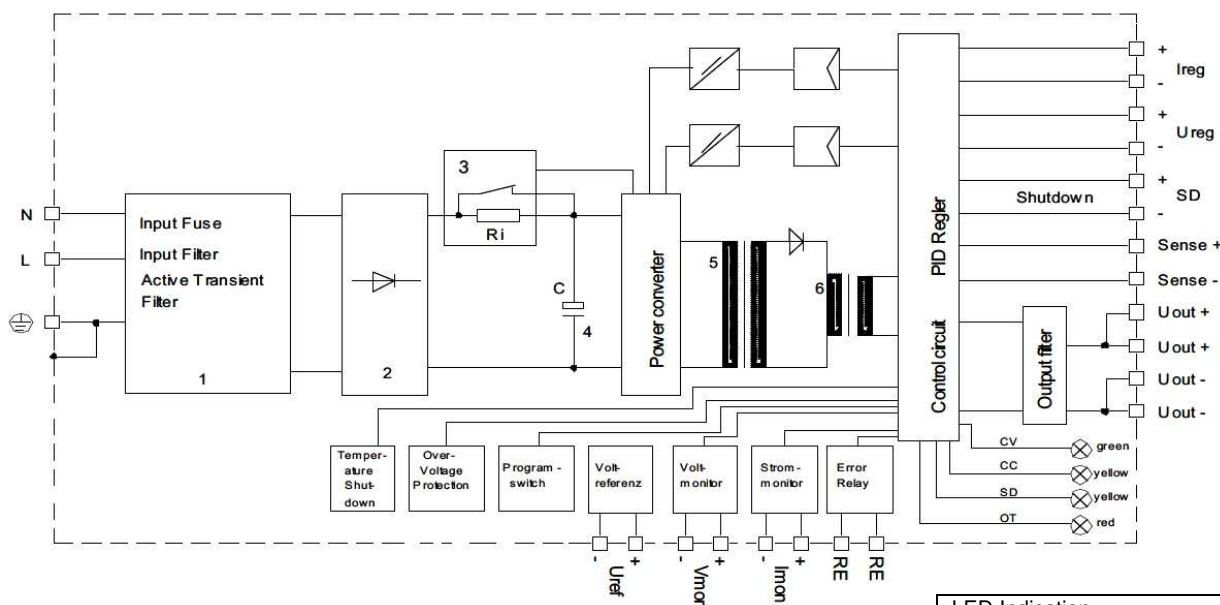 +
Ireg
-
+
Ureg
-
+
SD
Shutdown
-
Sense +
Sense -
Uout +
Uout +
Uout -
Uout -
N
L
Input Fuse
Input Filter
Active Transient
Filter
1
2
3
Ri
C
4
Power converter
5
6
PID Regler
Control circuit
Output filter
Temper-
ature
Shut-
down
Over-
Voltage
Protection
Program-
switch
Volt-
referenz
Volt-
monitor
Strom-
monitor
Error
Relay
CV
green
CC
yellow
SD
yellow
OT
red
- +
Uref
- +
Vmon
- +
Imon
RE
RE
LED Indication